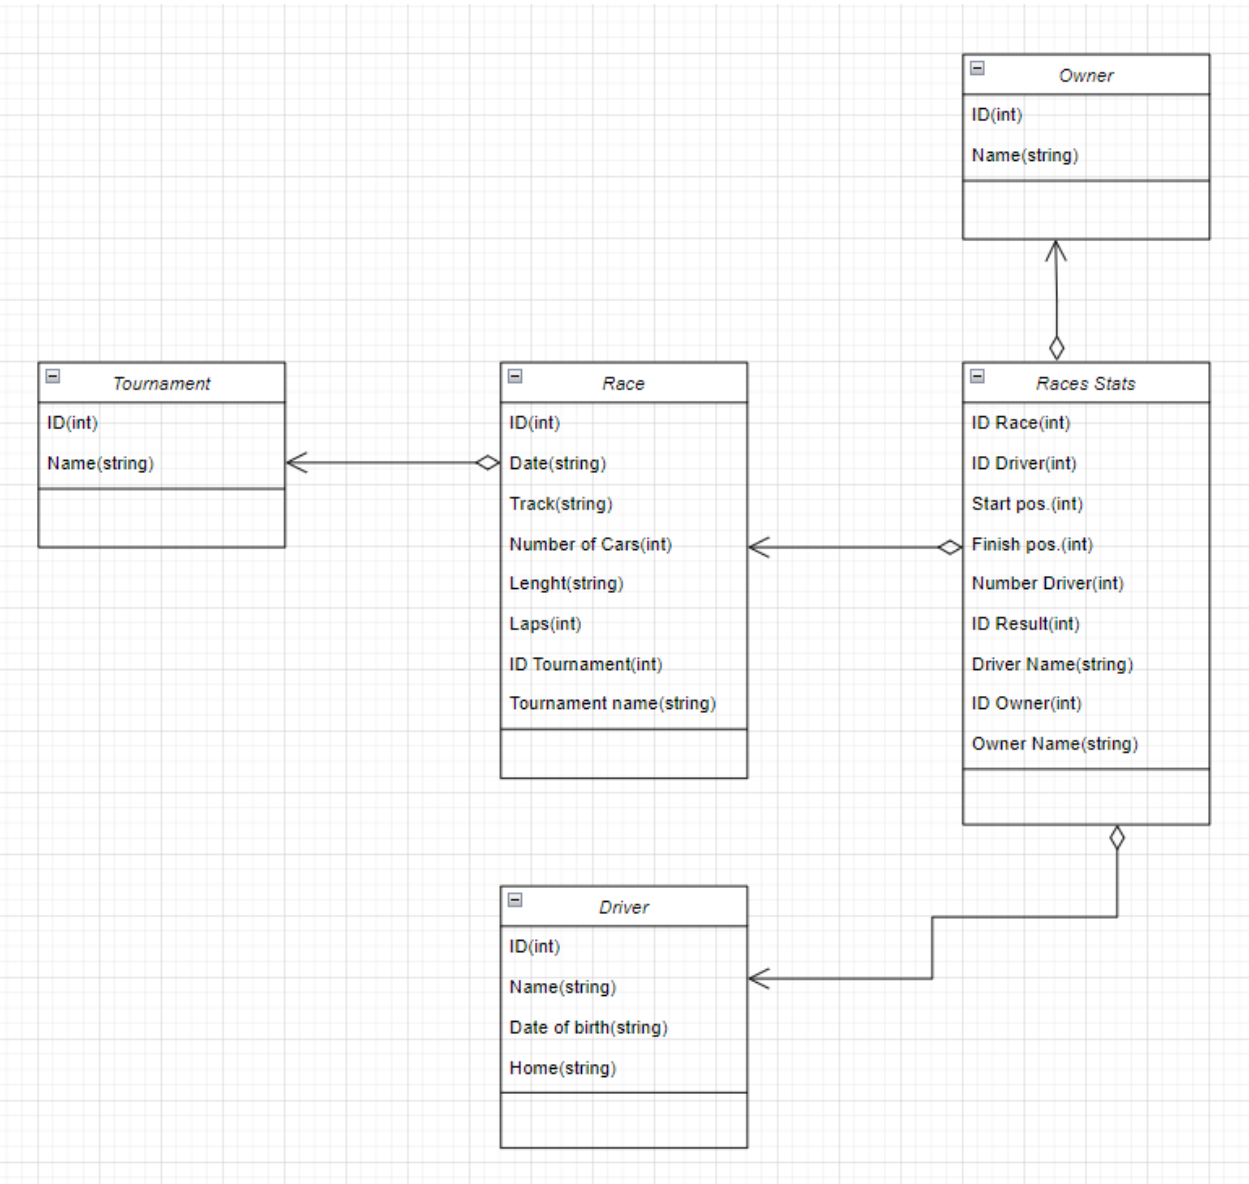 Owner
ID(int)
Name(string)
Tournament
ID(int)
Name(string)
Race
ID(int)
Date(string)
Track(string)
Number of Cars(int)
Lenght(string)
Laps(int)
ID Tournament(int)
Tournament name(string)
Races Stats
ID Race(int)
ID Driver(int)
Start pos.(int)
Finish pos.(int)
Number Driver(int)
ID Result(int)
Driver Name(string)
ID Owner(int)
Owner Name(string)
Driver
ID(int)
Name(string)
Date of birth(string)
Home(string)